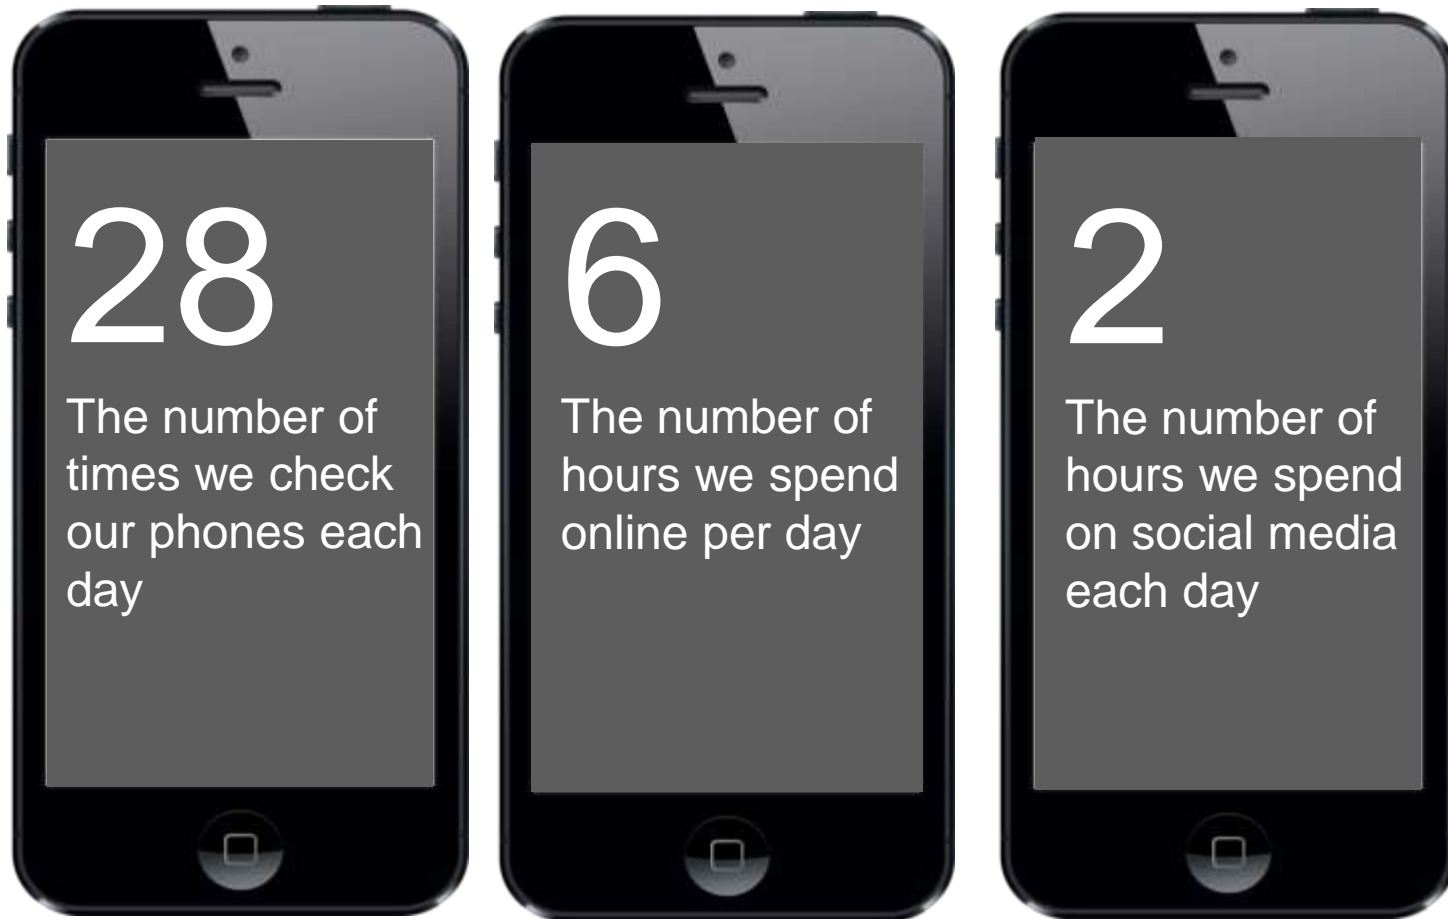 28
The number of
times we check
our phones each
day
6
The number of
hours we spend
online per day
2
The number of
hours we spend
on social media
each day